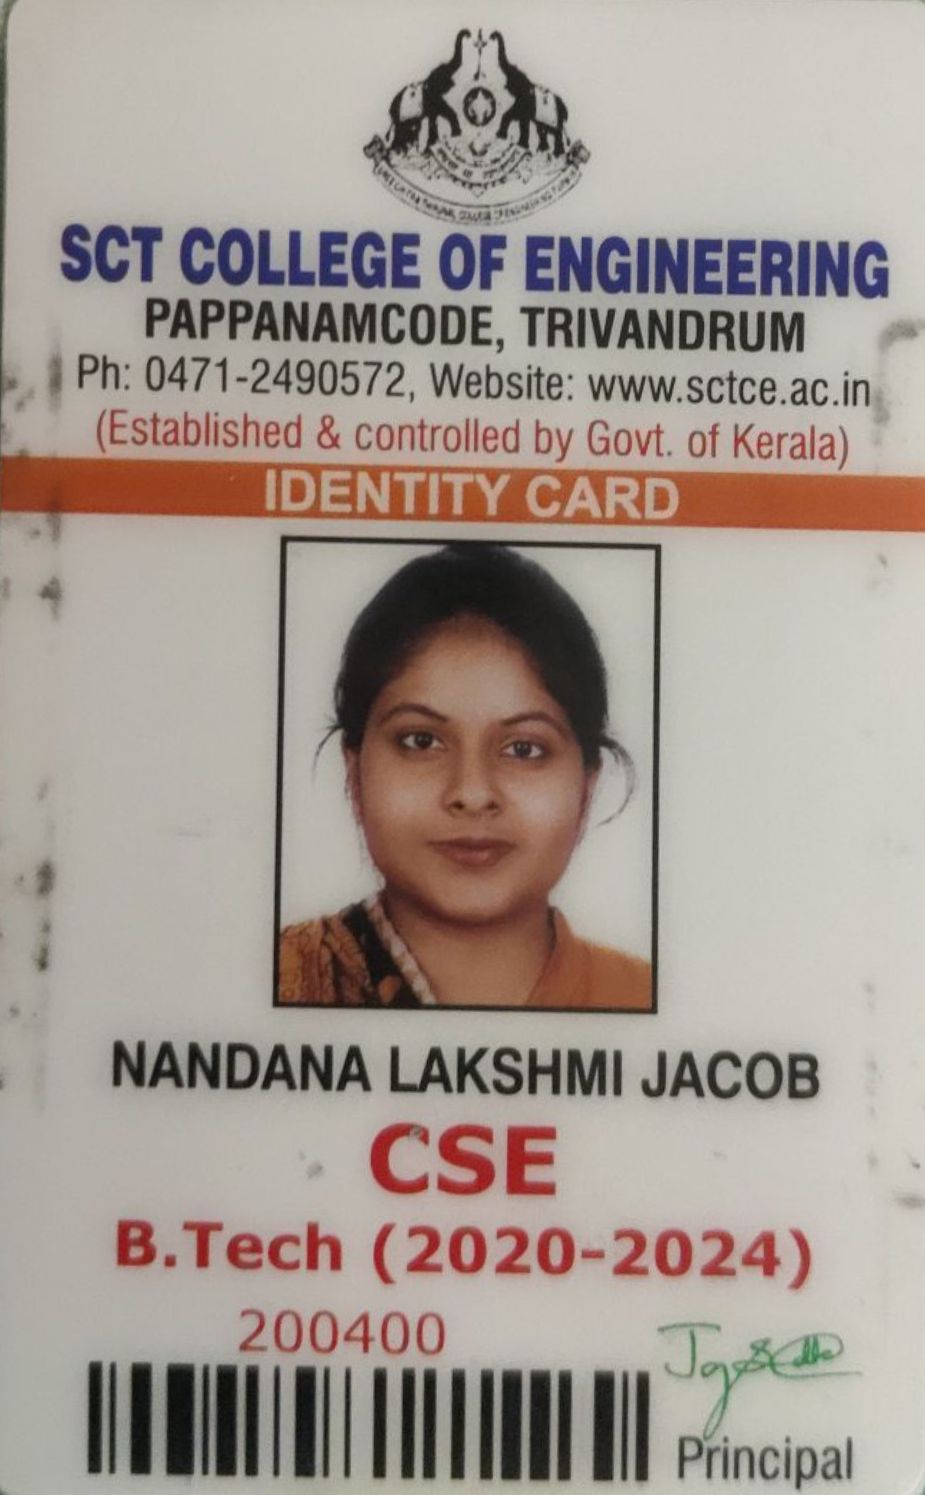 SCT COLLEGE OF ENGINEERING
PAPPANAMCODE, TRIVANDRUM
Ph: 0471-2490572, Website: www.sctce.ac.in
(Established & controlled by Govt. of Kerala)
IDENTITY CARD
NANDANA LAKSHMI JACOB
CSE
B.Tech (2020-2024)
200400
Principal